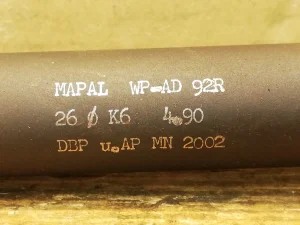 MAPAL WP-AD 92R
26 ∅ K6 4.90
DBP u.AP MN 2002